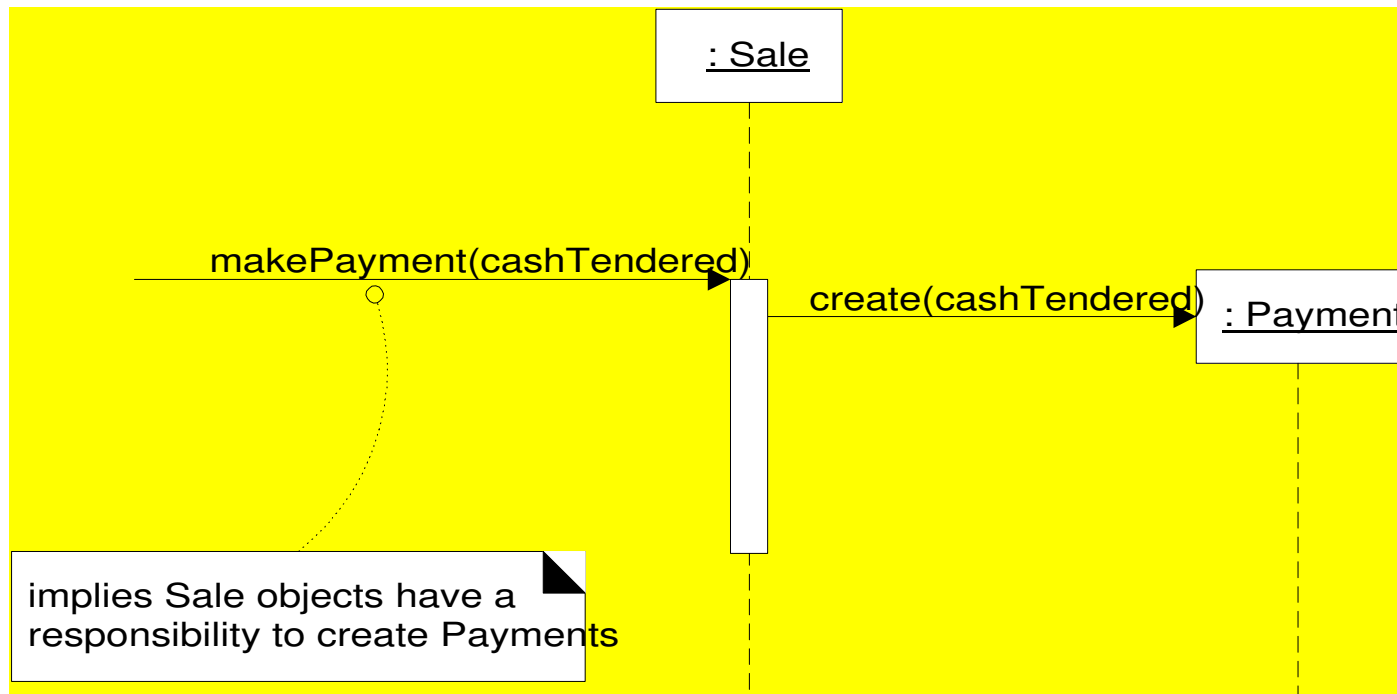 : Sale
makePayment(cashTendered)
create(cashTendered)
: Payment
implies Sale objects have a
responsibility to create Payments